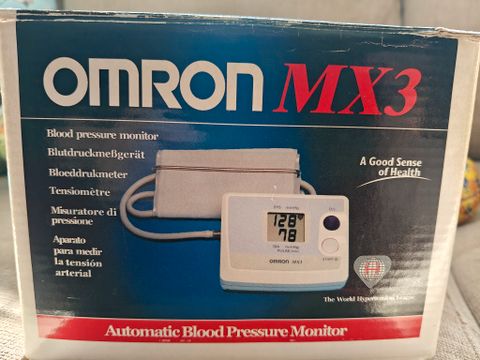 OMRON MX3
Blood pressure monitor
Blutdruckmeßgerät
Bloeddrukmeter
Tensiomètre
Misuratore di
pressione
Aparato
para medir
la tensión
arterial
A Good Sense
of Health
128
78
OMRON MX3
The World Hypertension League
Automatic Blood Pressure Monitor